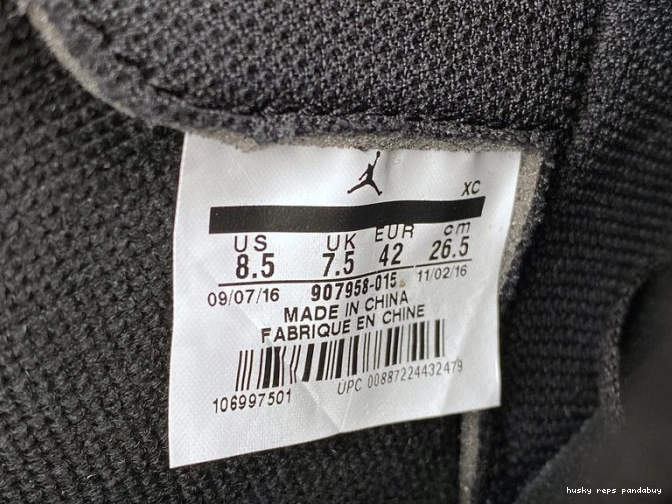 XC
US UK EUR cm
8.5 7.5 42 26.5
09/07/16 907958-015 11/02/16
MADE IN CHINA
FABRIQUE EN CHINE
106997501 UPC 00887224432479
husky reps pandabuy